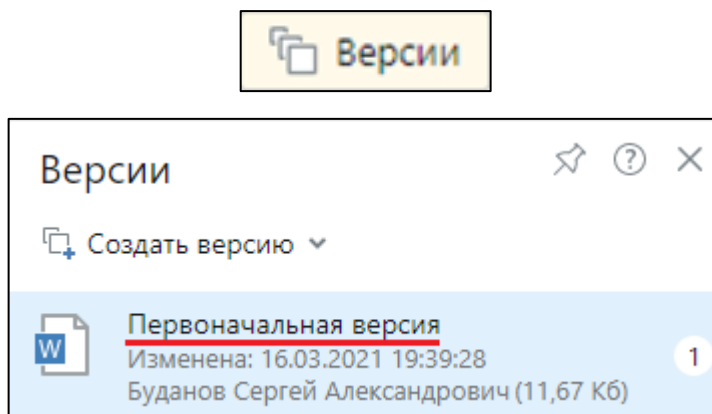 Версии
Версии
Создать версию
W Первоначальная версия
Изменена: 16.03.2021 19:39:28
1
Буданов Сергей Александрович (11,67 Кб)